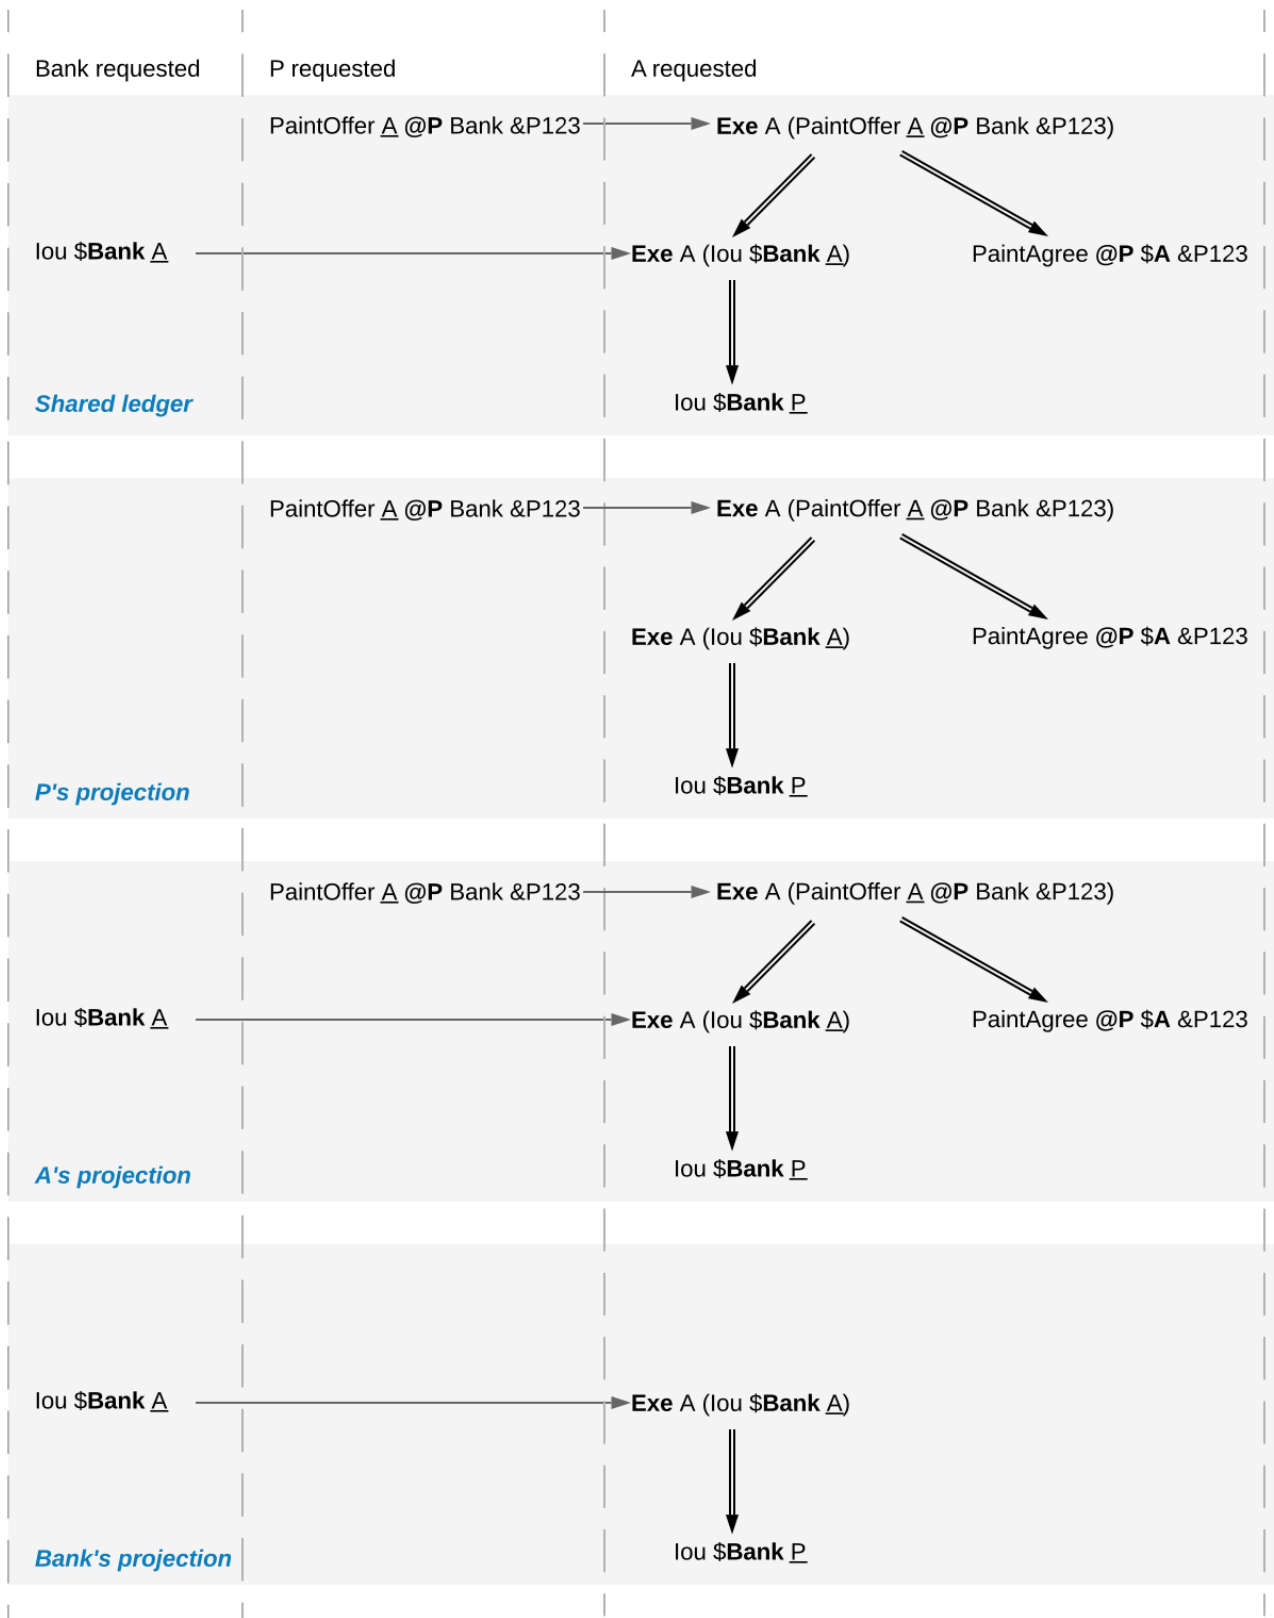 Bank requested
P requested
A requested
PaintOffer A @P Bank &P123
Exe A (PaintOffer A @P Bank &P123)
Iou $Bank A
Exe A (Iou $Bank A)
PaintAgree @P $A &P123
Iou $Bank P
Shared ledger
PaintOffer A @P Bank &P123
Exe A (PaintOffer A @P Bank &P123)
Exe A (Iou $Bank A)
PaintAgree @P $A &P123
Iou $Bank P
P's projection
PaintOffer A @P Bank &P123
Exe A (PaintOffer A @P Bank &P123)
Iou $Bank A
Exe A (Iou $Bank A)
PaintAgree @P $A &P123
Iou $Bank P
A's projection
Iou $Bank A
Exe A (Iou $Bank A)
Iou $Bank P
Bank's projection